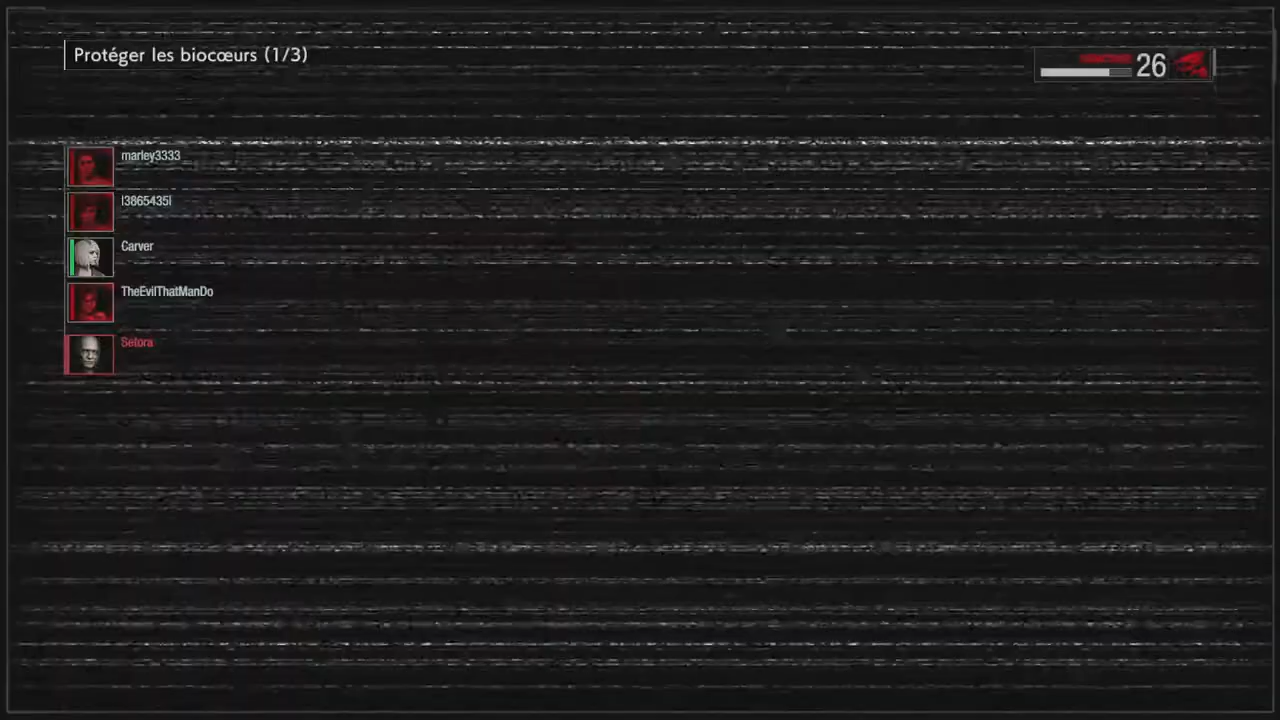 Protéger les biocœurs (1/3)
26
marley3333
l3865435l
Carver
TheEvilThatManDo
Setora